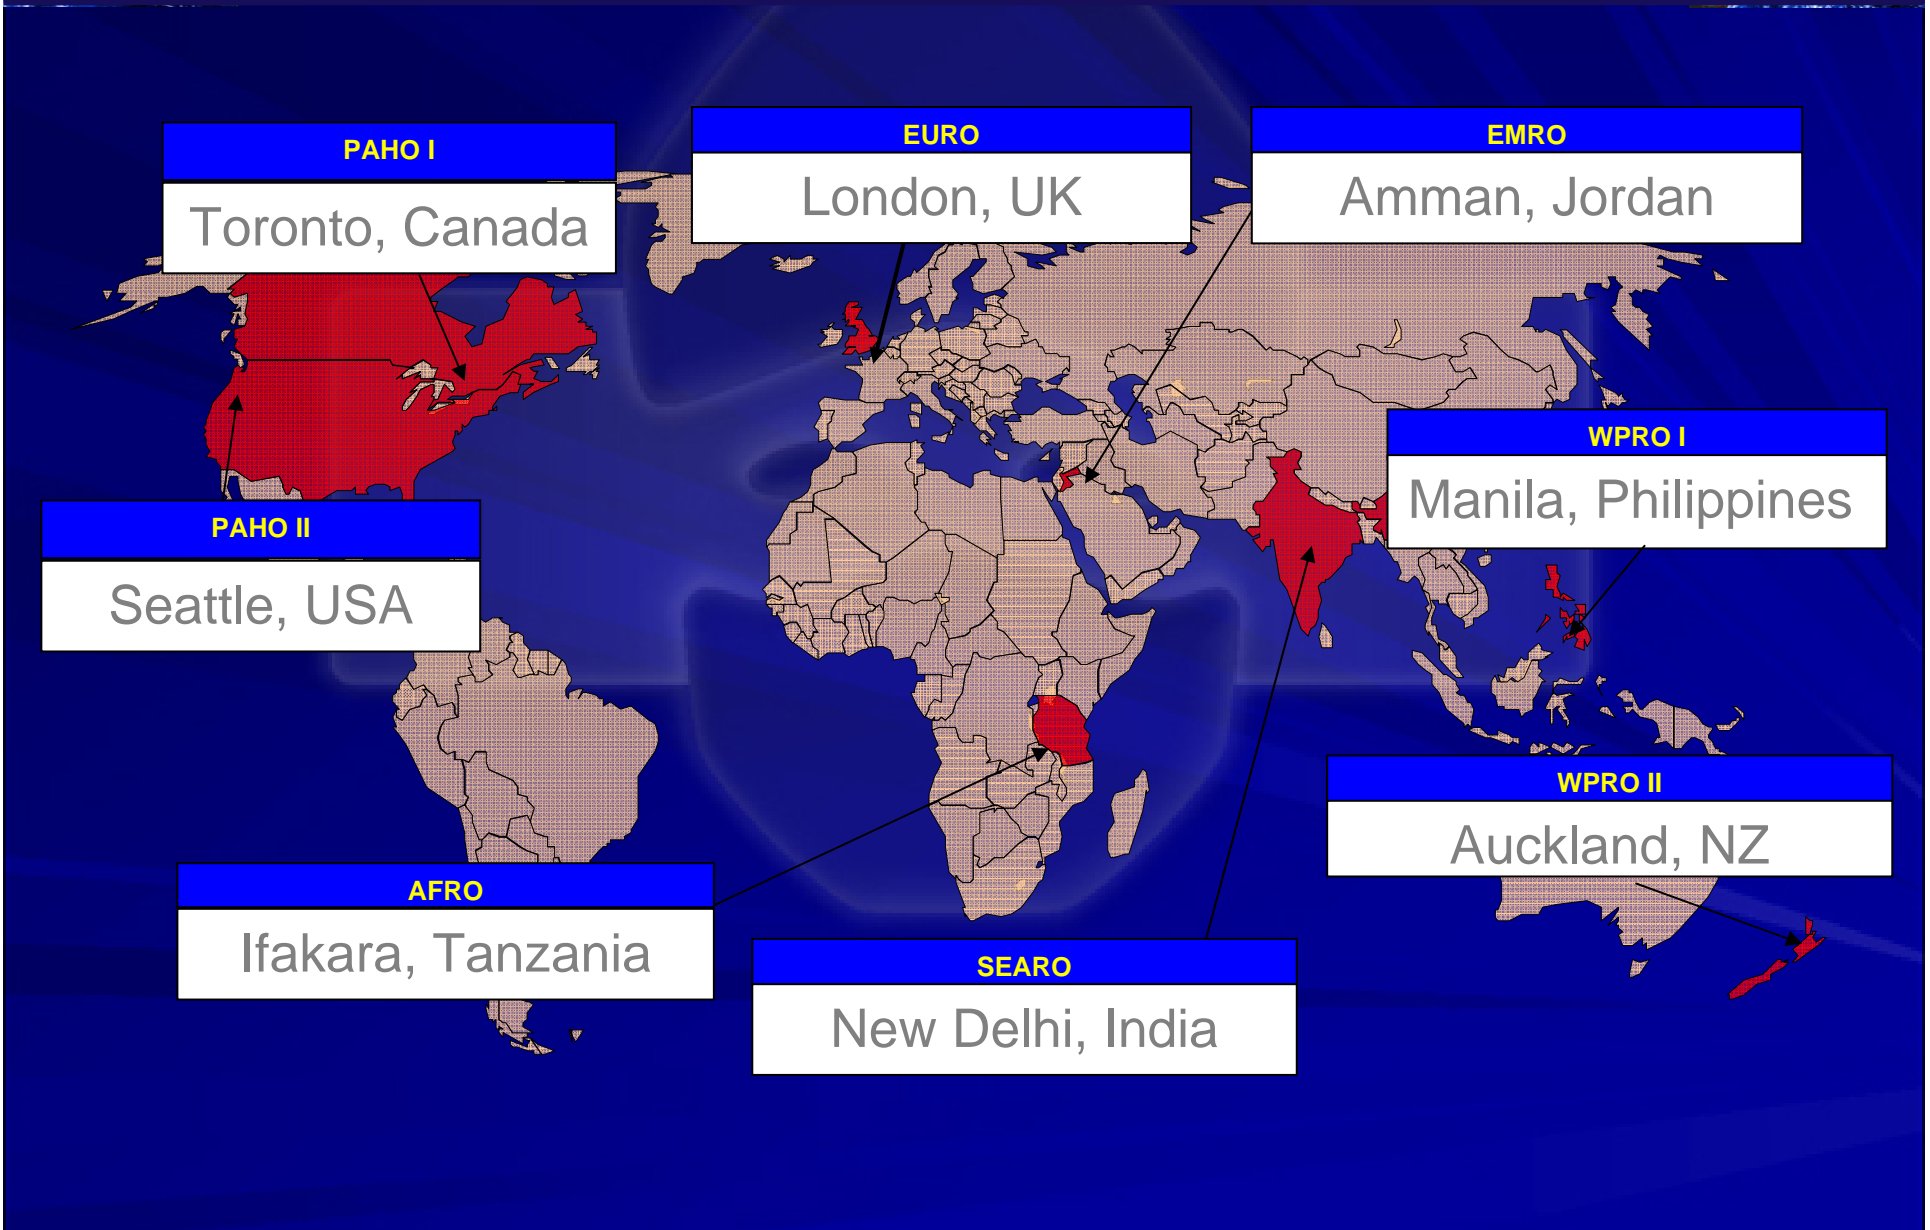 PAHO I
Toronto, Canada
EURO
London, UK
EMRO
Amman, Jordan
WPRO I
Manila, Philippines
PAHO II
Seattle, USA
WPRO II
Auckland, NZ
AFRO
Ifakara, Tanzania
SEARO
New Delhi, India